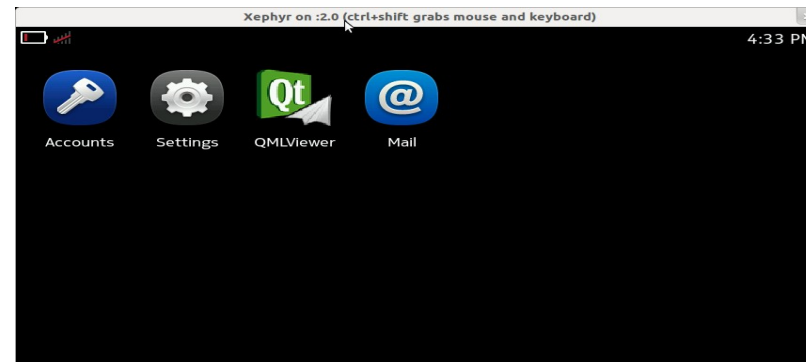 Xephyr on :2.0 (ctrl+shift grabs mouse and keyboard)
4:33 PM
Qt
@
Accounts Settings QMLViewer Mail